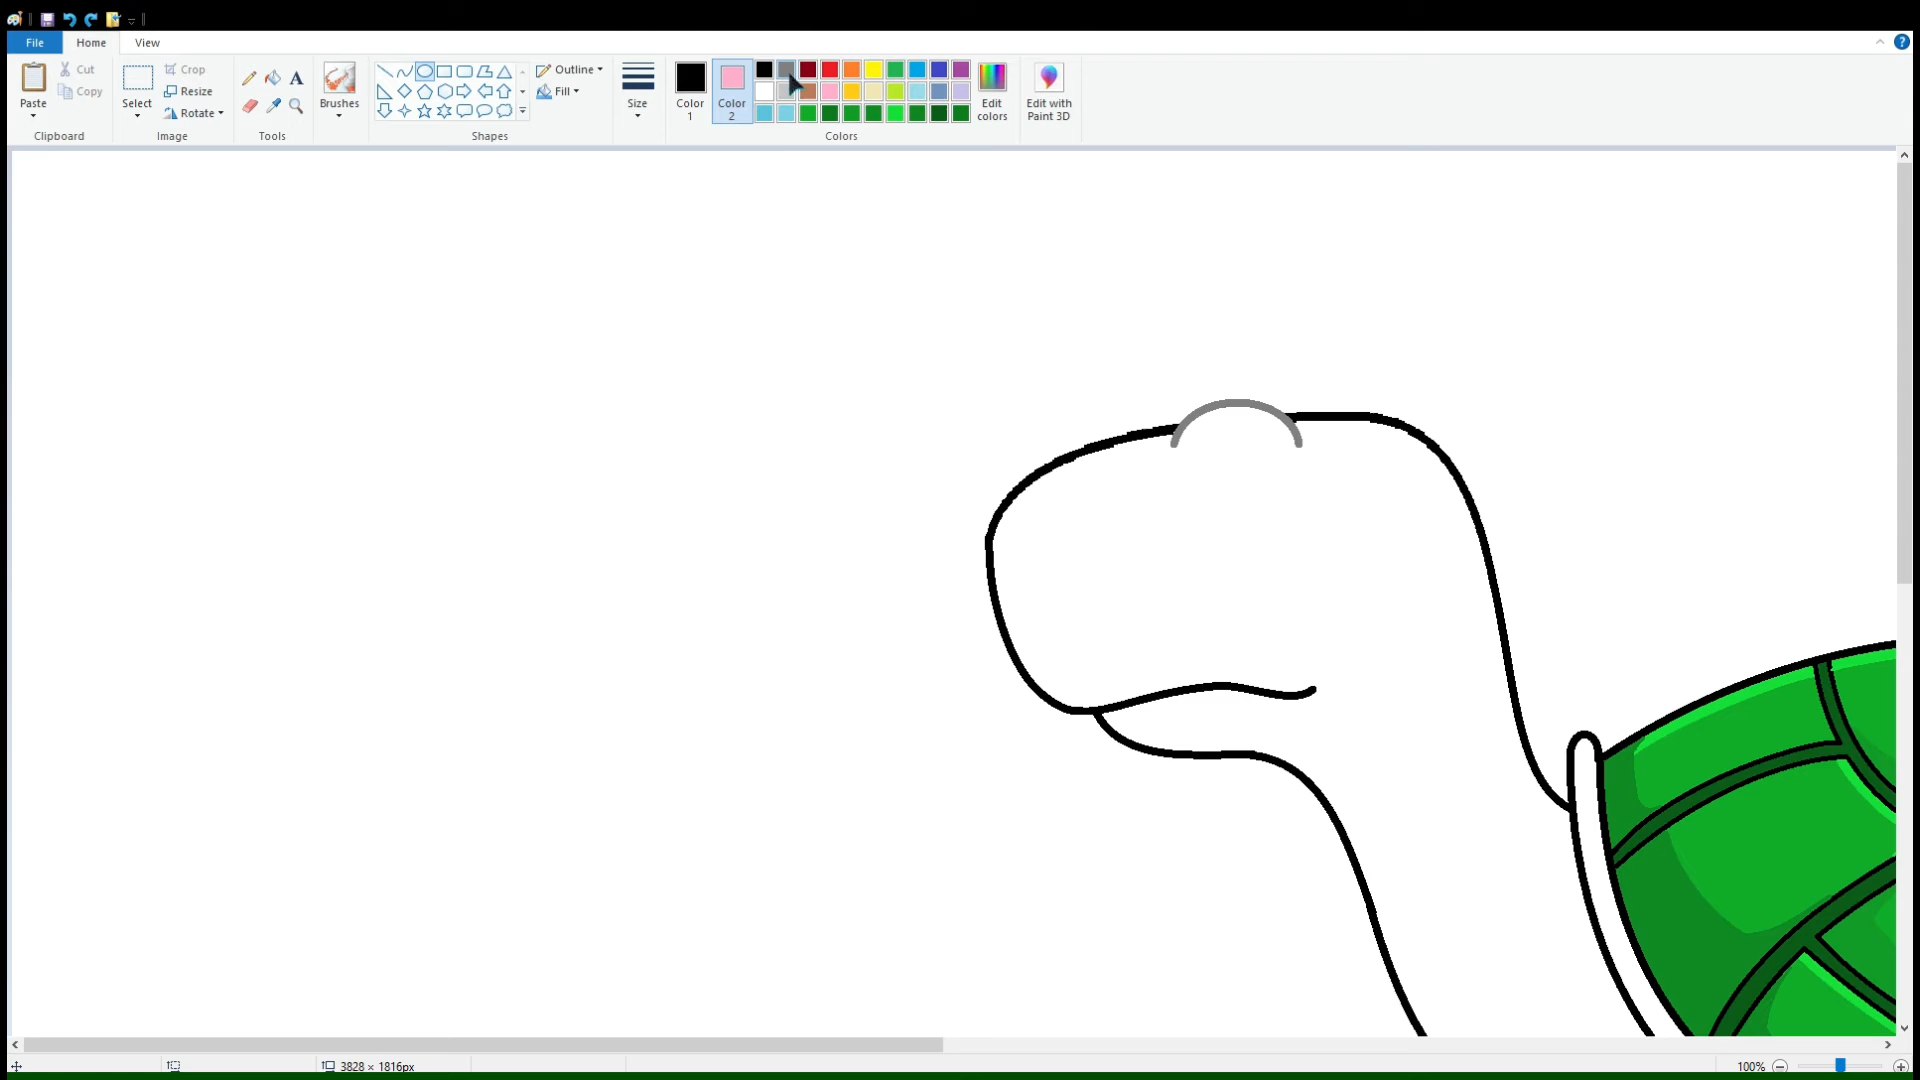 File Home View
Paste
Cut
Copy
Clipboard
Select
Crop
Resize
Rotate
Image
A
Tools
Brushes
Shapes
Outline
Fill
Size
Color
1
Color
2
Colors
Edit
colors
Edit with
Paint 3D
?
3828 × 1816px
100%